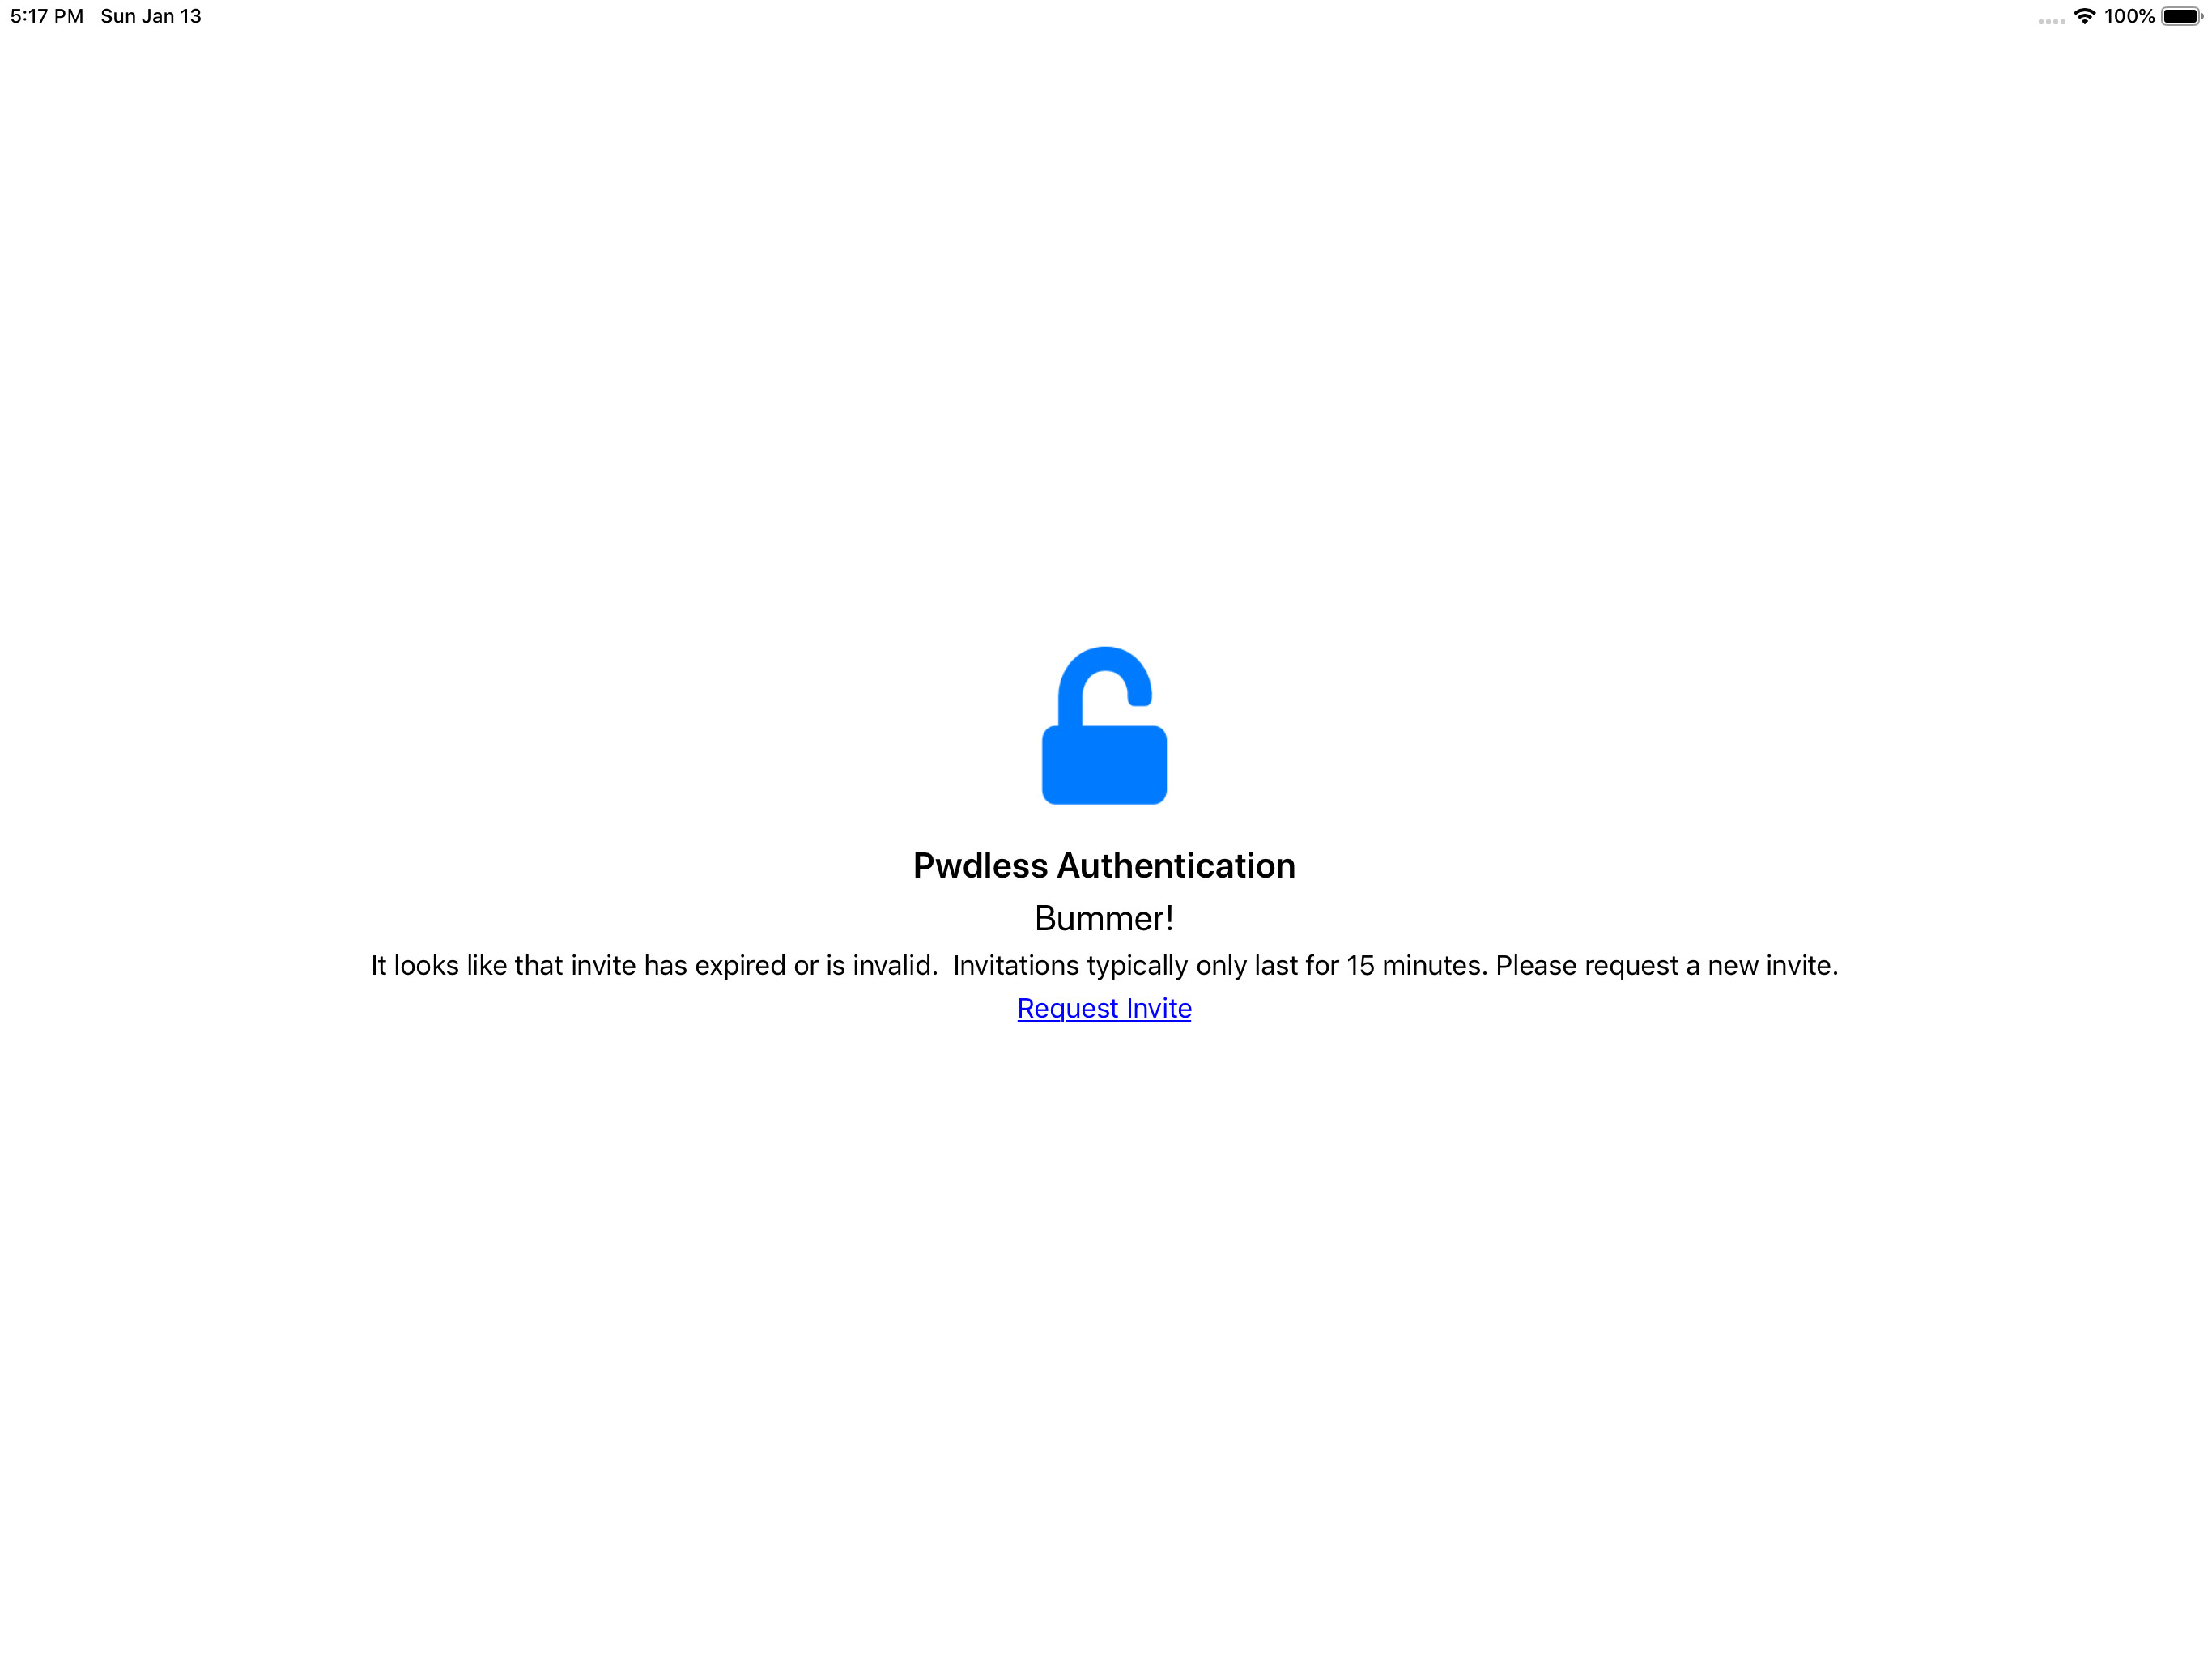 5:17 PM Sun Jan 13 100%
Pwdless Authentication
Bummer!
It looks like that invite has expired or is invalid.  Invitations typically only last for 15 minutes. Please request a new invite.
Request Invite